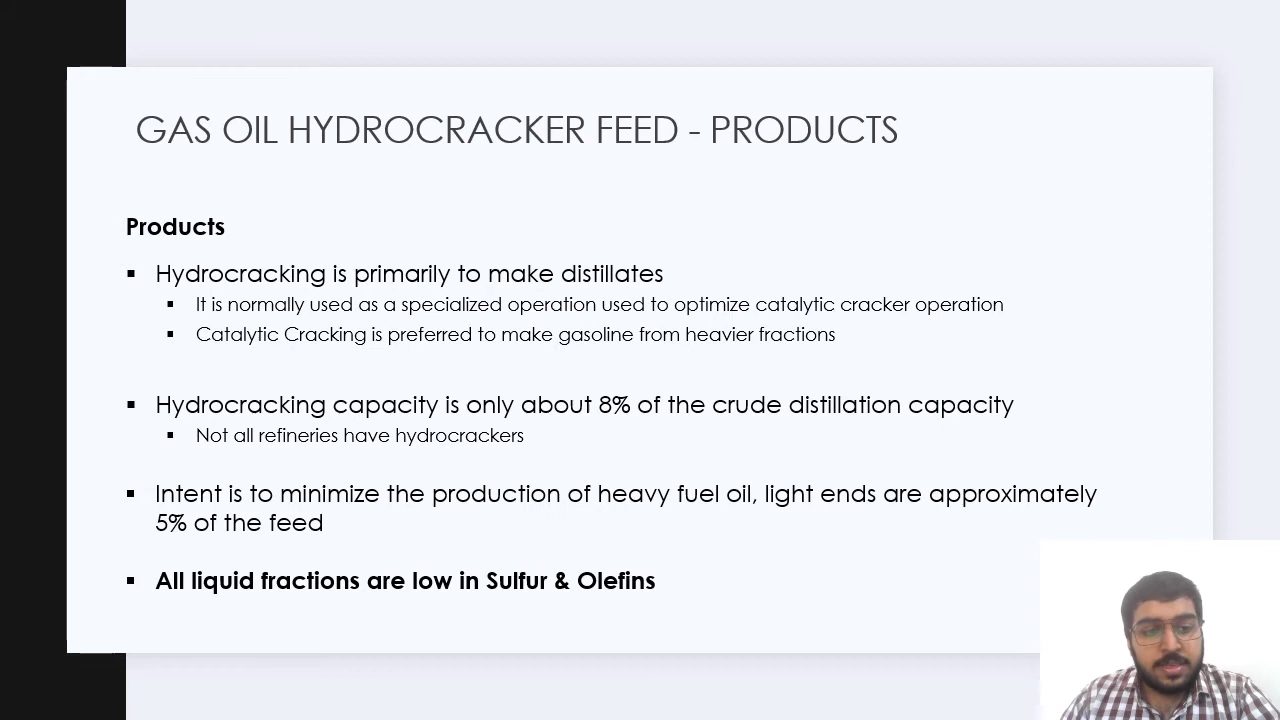 GAS OIL HYDROCRACKER FEED - PRODUCTS
Products
▪ Hydrocracking is primarily to make distillates
▪ It is normally used as a specialized operation used to optimize catalytic cracker operation
▪ Catalytic Cracking is preferred to make gasoline from heavier fractions
▪ Hydrocracking capacity is only about 8% of the crude distillation capacity
▪ Not all refineries have hydrocrackers
▪ Intent is to minimize the production of heavy fuel oil, light ends are approximately
5% of the feed
▪ All liquid fractions are low in Sulfur & Olefins